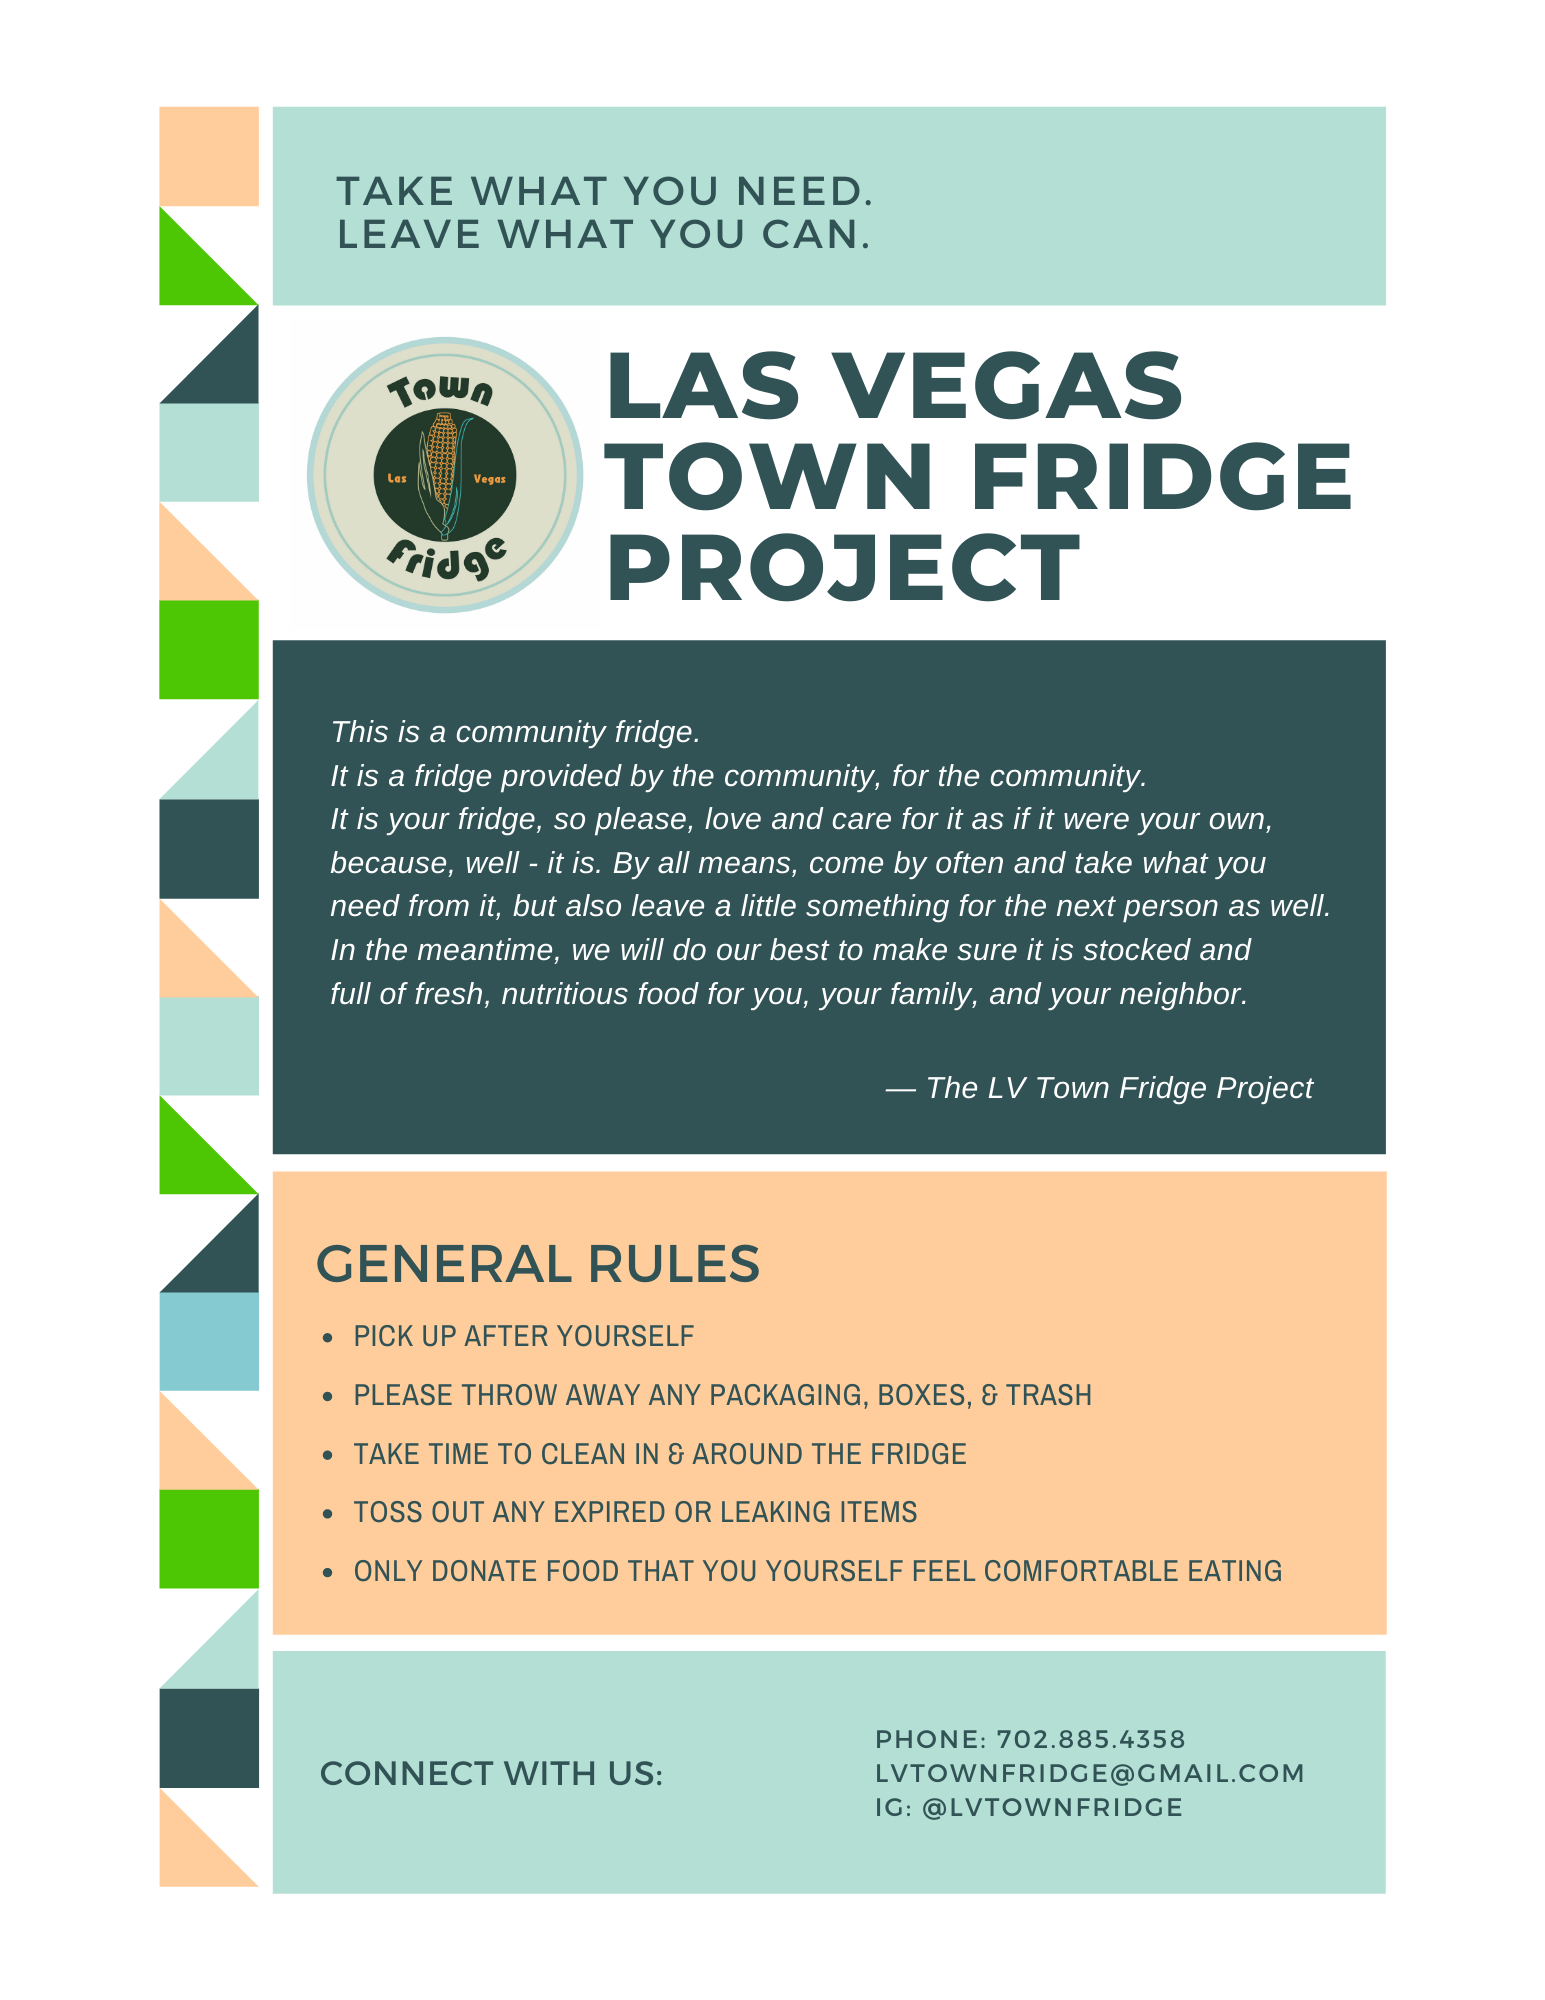 TAKE WHAT YOU NEED.
LEAVE WHAT YOU CAN.
Town
Las Vegas
Fridge
LAS VEGAS
TOWN FRIDGE
PROJECT
This is a community fridge.
It is a fridge provided by the community, for the community.
It is your fridge, so please, love and care for it as if it were your own,
because, well - it is. By all means, come by often and take what you
need from it, but also leave a little something for the next person as well.
In the meantime, we will do our best to make sure it is stocked and
full of fresh, nutritious food for you, your family, and your neighbor.
— The LV Town Fridge Project
GENERAL RULES
• PICK UP AFTER YOURSELF
• PLEASE THROW AWAY ANY PACKAGING, BOXES, & TRASH
• TAKE TIME TO CLEAN IN & AROUND THE FRIDGE
• TOSS OUT ANY EXPIRED OR LEAKING ITEMS
• ONLY DONATE FOOD THAT YOU YOURSELF FEEL COMFORTABLE EATING
CONNECT WITH US:
PHONE: 702.885.4358
LVTOWNFRIDGE@GMAIL.COM
IG: @LVTOWNFRIDGE